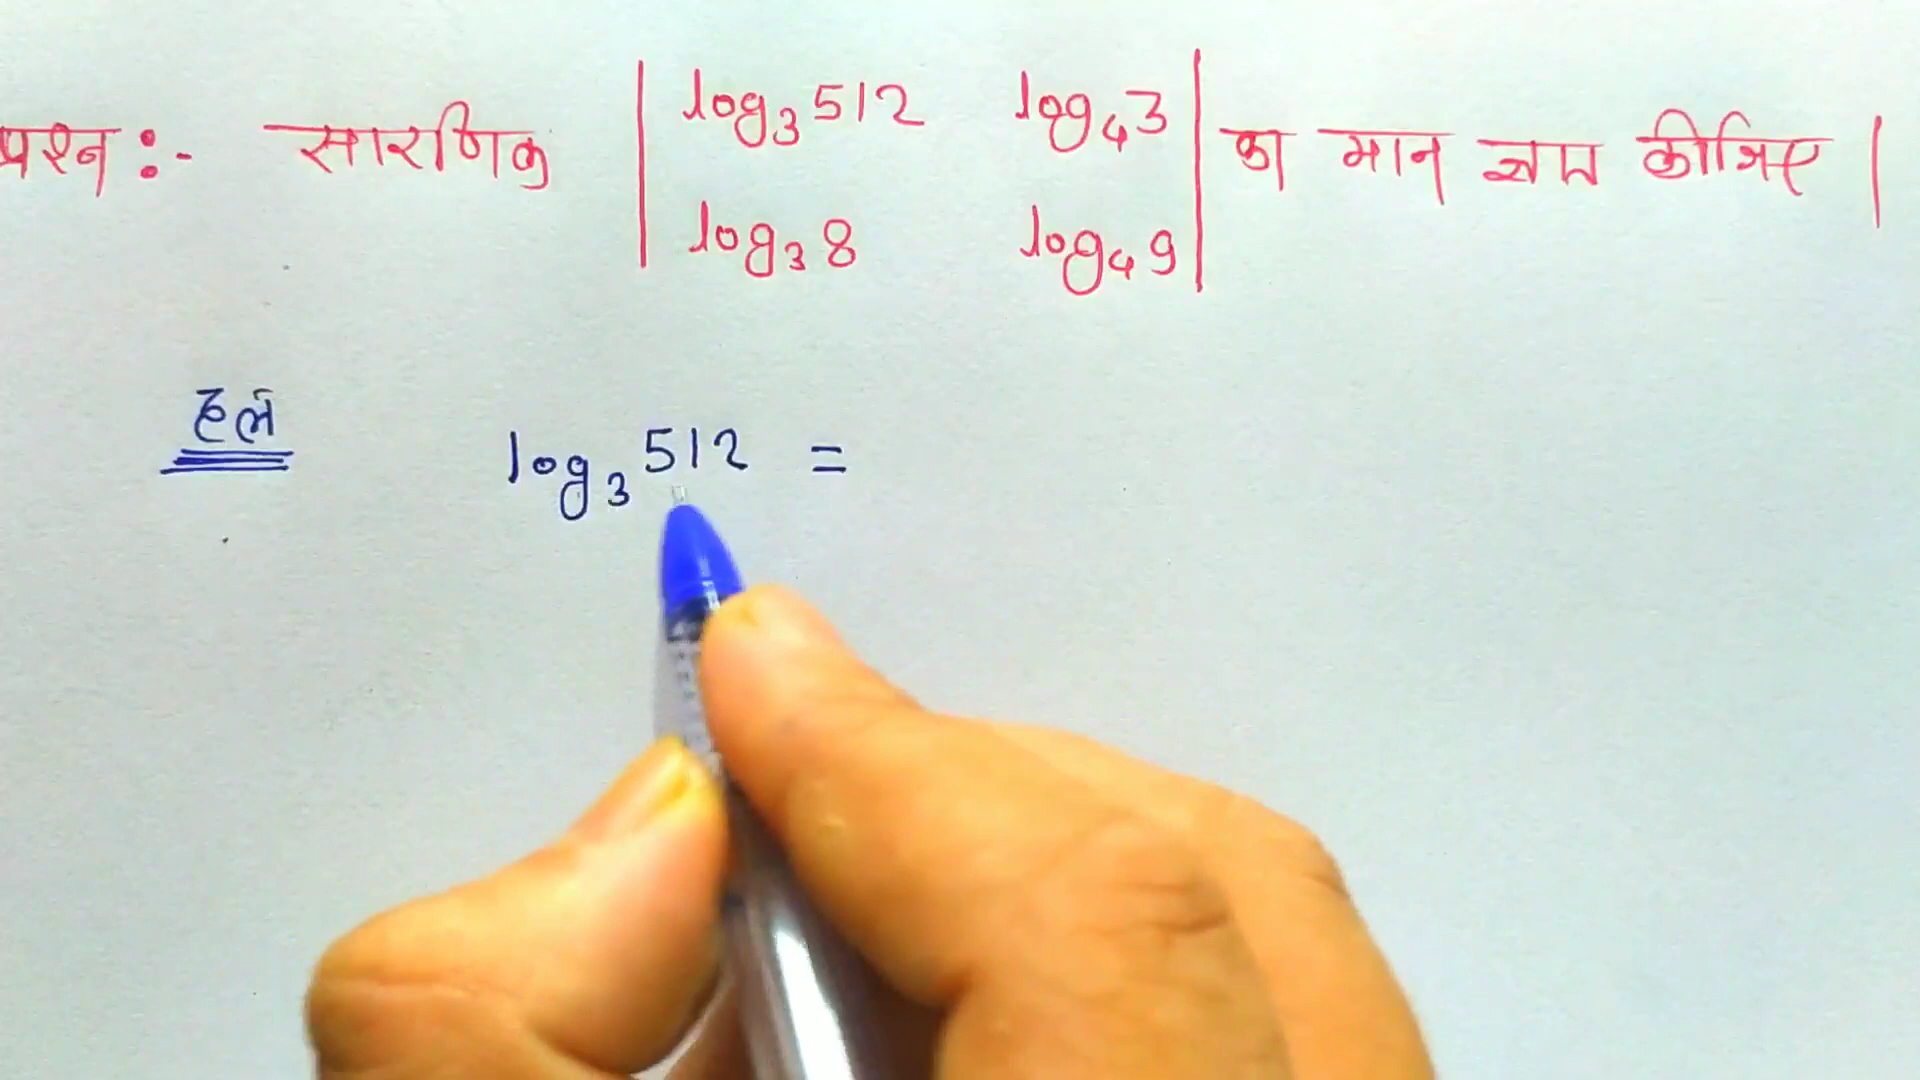 प्रश्न :- सारणिक | log₃512 log₄3 | का मान ज्ञात कीजिए |
| log₃8 log₄9 |
हल log₃512 =